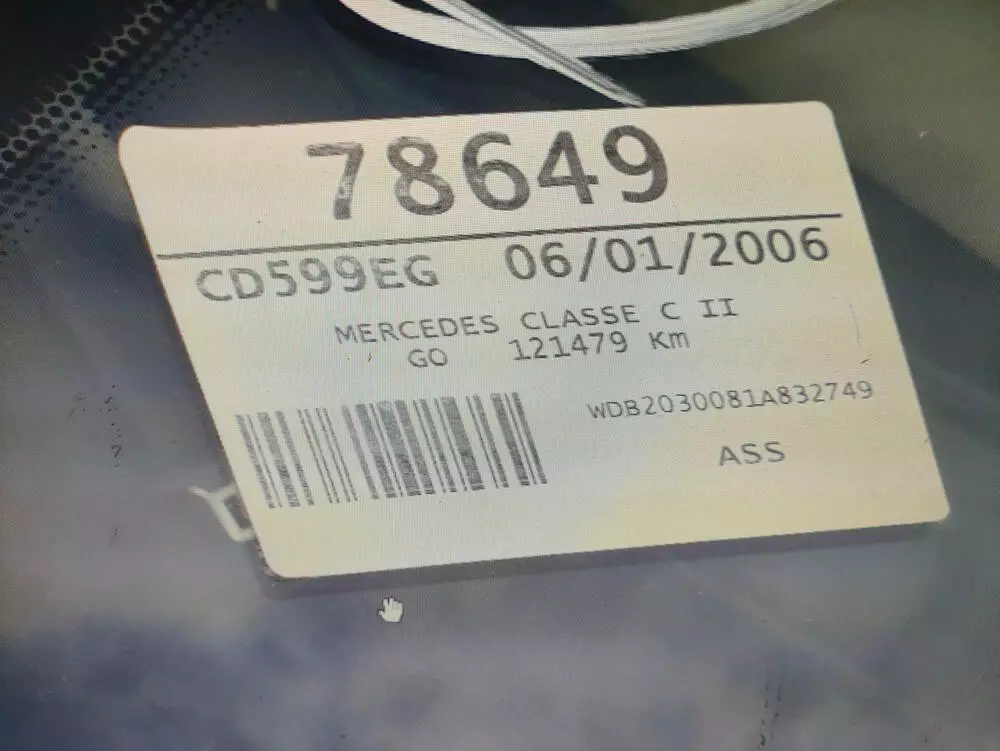 78649
CD599EG 06/01/2006
MERCEDES CLASSE C II
GO 121479 Km
WDB2030081A832749
ASS